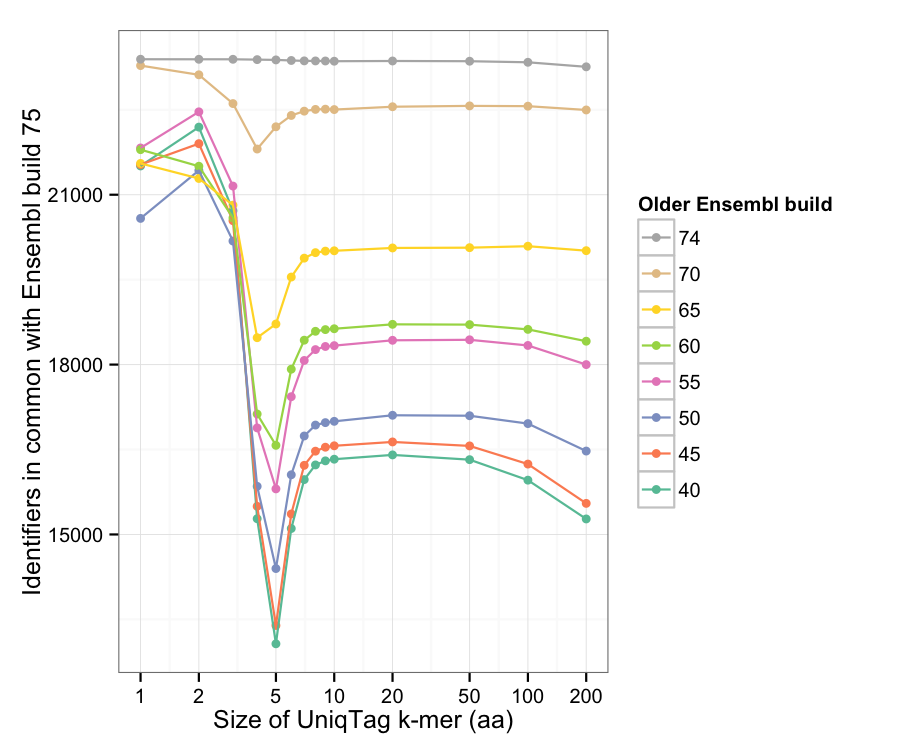 Identifiers in common with Ensembl build 75
21000
18000
15000
1 2 5 10 20 50 100 200
Size of UniqTag k-mer (aa)
Older Ensembl build
74
70
65
60
55
50
45
40